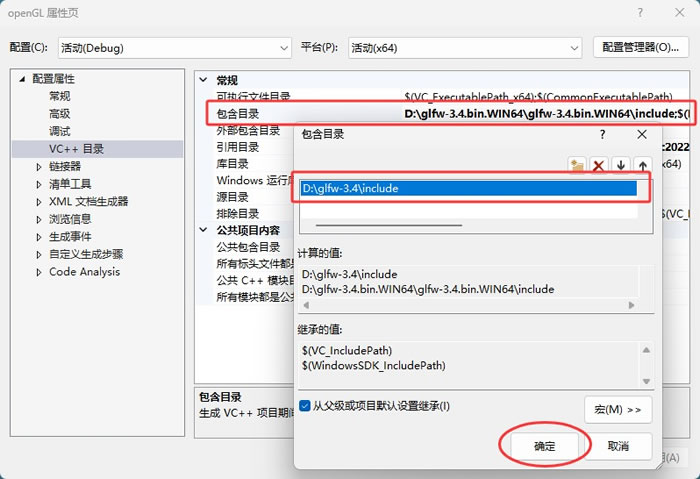 openGL 属性页
配置(C):
活动(Debug)
平台(P):
活动(x64)
配置管理器(O)...
配置属性
常规
高级
调试
VC++ 目录
链接器
清单工具
XML 文档生成器
浏览信息
生成事件
自定义生成步骤
Code Analysis
常规
可执行文件目录
$(VC_ExecutablePath_x64);$(CommonExecutablePath)
包含目录
D:\glfw-3.4.bin.WIN64\glfw-3.4.bin.WIN64\include;$(
外部包含目录
引用目录
:2022
库目录
x64)
Windows 运行
源目录
排除目录
$(VC_I
公共项目内容
公共包含目录
所有标头文件都是
公共 C++ 模块目
所有模块都是公
包含目录
生成 VC++ 项目期间
包含目录
D:\glfw-3.4\include
计算的值:
D:\glfw-3.4\include
D:\glfw-3.4.bin.WIN64\glfw-3.4.bin.WIN64\include
继承的值:
$(VC_IncludePath)
$(WindowsSDK_IncludePath)
从父级或项目默认设置继承(I)
宏(M) >>
确定
取消
(A)